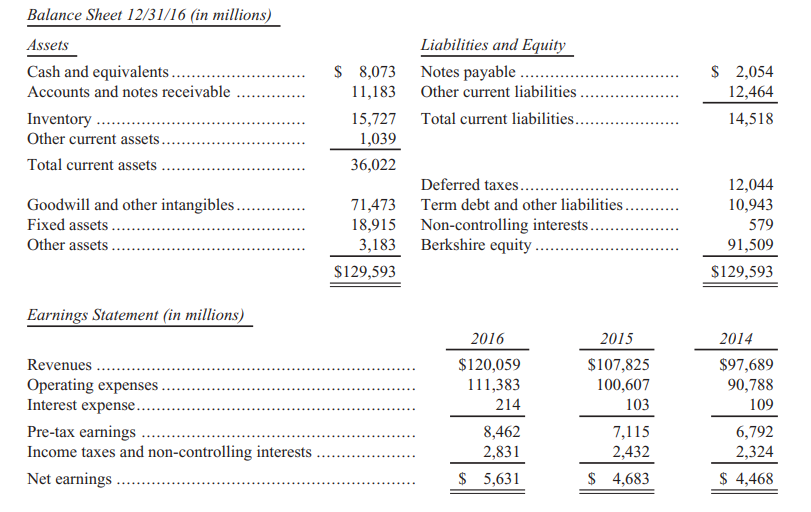 Balance Sheet 12/31/16 (in millions)
Assets Liabilities and Equity
Cash and equivalents .............................. $ 8,073 Notes payable .................................... $ 2,054
Accounts and notes receivable ............... 11,183 Other current liabilities ...................... 12,464
Inventory ................................................ 15,727 Total current liabilities ....................... 14,518
Other current assets ................................ 1,039
Total current assets ................................ 36,022
Deferred taxes ................................... 12,044
Goodwill and other intangibles ............... 71,473 Term debt and other liabilities ............ 10,943
Fixed assets ........................................... 18,915 Non-controlling interests .................... 579
Other assets ........................................... 3,183 Berkshire equity ................................. 91,509
$129,593 $129,593
Earnings Statement (in millions)
2016 2015 2014
Revenues ................................................ $120,059 $107,825 $97,689
Operating expenses ................................ 111,383 100,607 90,788
Interest expense ..................................... 214 103 109
Pre-tax earnings ..................................... 8,462 7,115 6,792
Income taxes and non-controlling interests .................. 2,831 2,432 2,324
Net earnings ........................................... $ 5,631 $ 4,683 $ 4,468